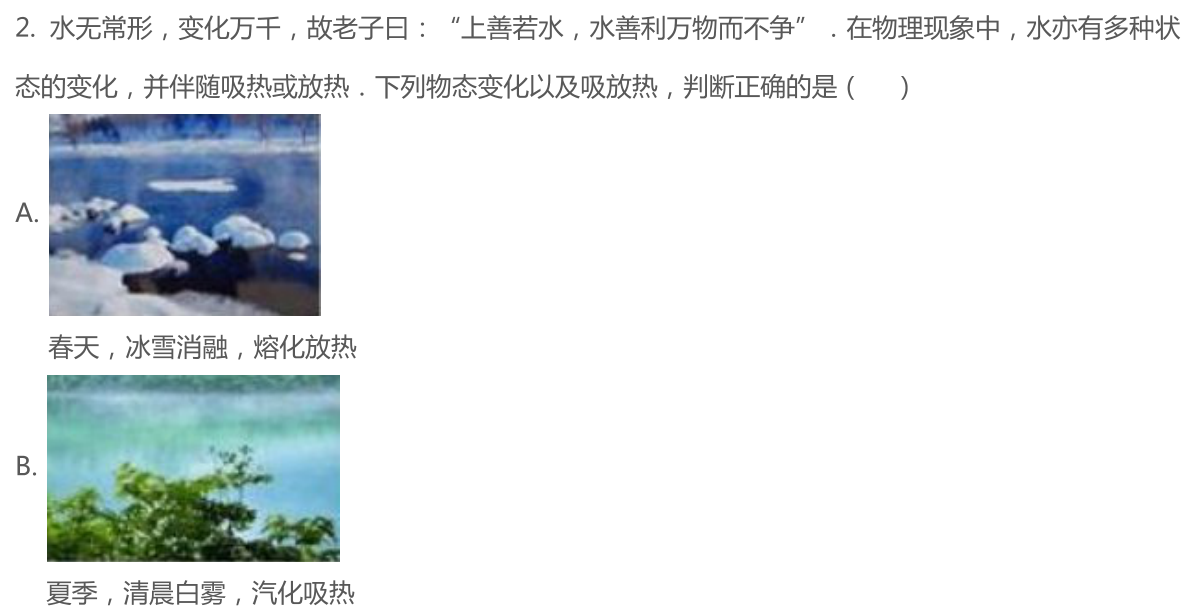 2. 水无常形，变化万千，故老子曰：“上善若水，水善利万物而不争”．在物理现象中，水亦有多种状
态的变化，并伴随吸热或放热．下列物态变化以及吸放热，判断正确的是（　　）
A.
春天，冰雪消融，熔化放热
B.
夏季，清晨白雾，汽化吸热